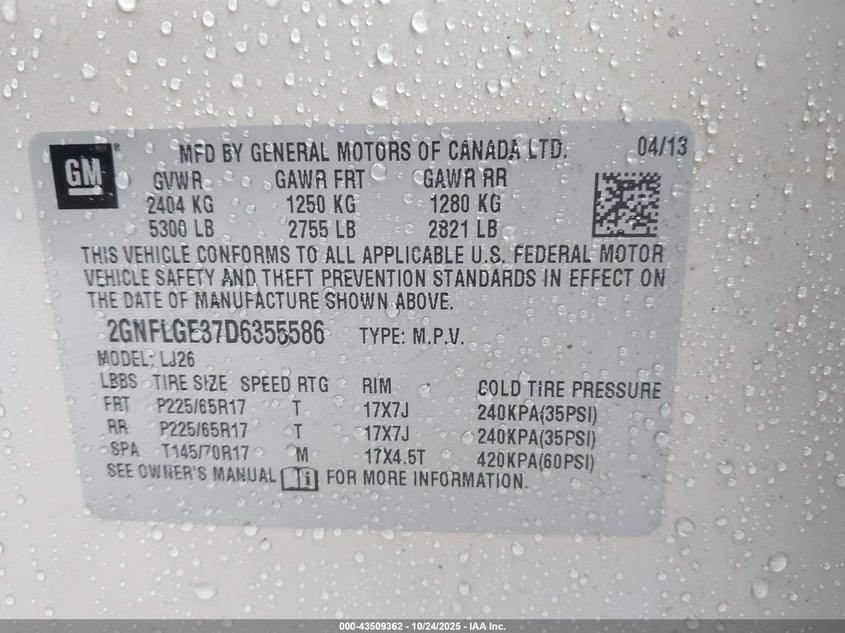 GM
MFD BY GENERAL MOTORS OF CANADA LTD. 04/13
GVWR GAWR FRT GAWR RR
2404 KG 1250 KG 1280 KG
5300 LB 2755 LB 2821 LB
THIS VEHICLE CONFORMS TO ALL APPLICABLE U.S. FEDERAL MOTOR
VEHICLE SAFETY AND THEFT PREVENTION STANDARDS IN EFFECT ON
THE DATE OF MANUFACTURE SHOWN ABOVE.
2GNFLGE37D6355586 TYPE: M.P.V.
MODEL: LJ26
LBBS TIRE SIZE SPEED RTG RIM COLD TIRE PRESSURE
FRT P225/65R17 T 17X7J 240KPA(35PSI)
RR P225/65R17 T 17X7J 240KPA(35PSI)
SPA T145/70R17 M 17X4.5T 420KPA(60PSI)
SEE OWNER'S MANUAL FOR MORE INFORMATION.
000-43509362 - 10/24/2025 - IAA Inc.